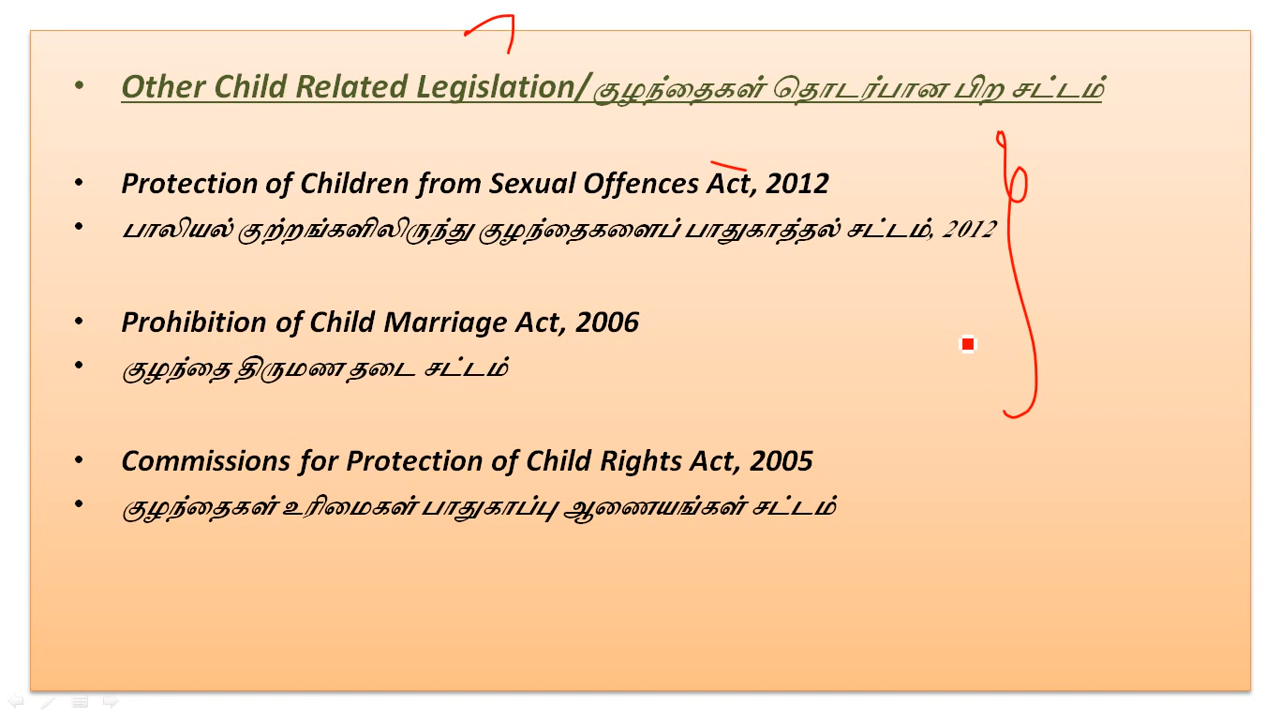 Other Child Related Legislation/குழந்தைகள் தொடர்பான பிற சட்டம்
Protection of Children from Sexual Offences Act, 2012
பாலியல் குற்றங்களிலிருந்து குழந்தைகளைப் பாதுகாத்தல் சட்டம், 2012
Prohibition of Child Marriage Act, 2006
குழந்தை திருமண தடை சட்டம்
Commissions for Protection of Child Rights Act, 2005
குழந்தைகள் உரிமைகள் பாதுகாப்பு ஆணையங்கள் சட்டம்